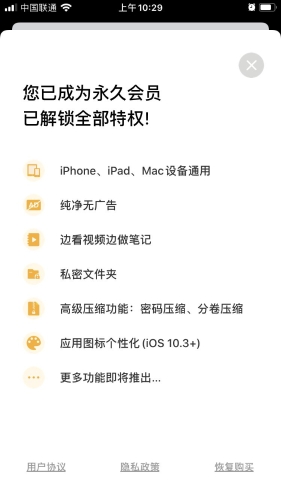 中国联通
上午10:29
您已成为永久会员
已解锁全部特权!
iPhone、iPad、Mac设备通用
AD
纯净无广告
边看视频边做笔记
私密文件夹
高级压缩功能：密码压缩、分卷压缩
应用图标个性化 (iOS 10.3+)
更多功能即将推出...
用户协议
隐私政策
恢复购买